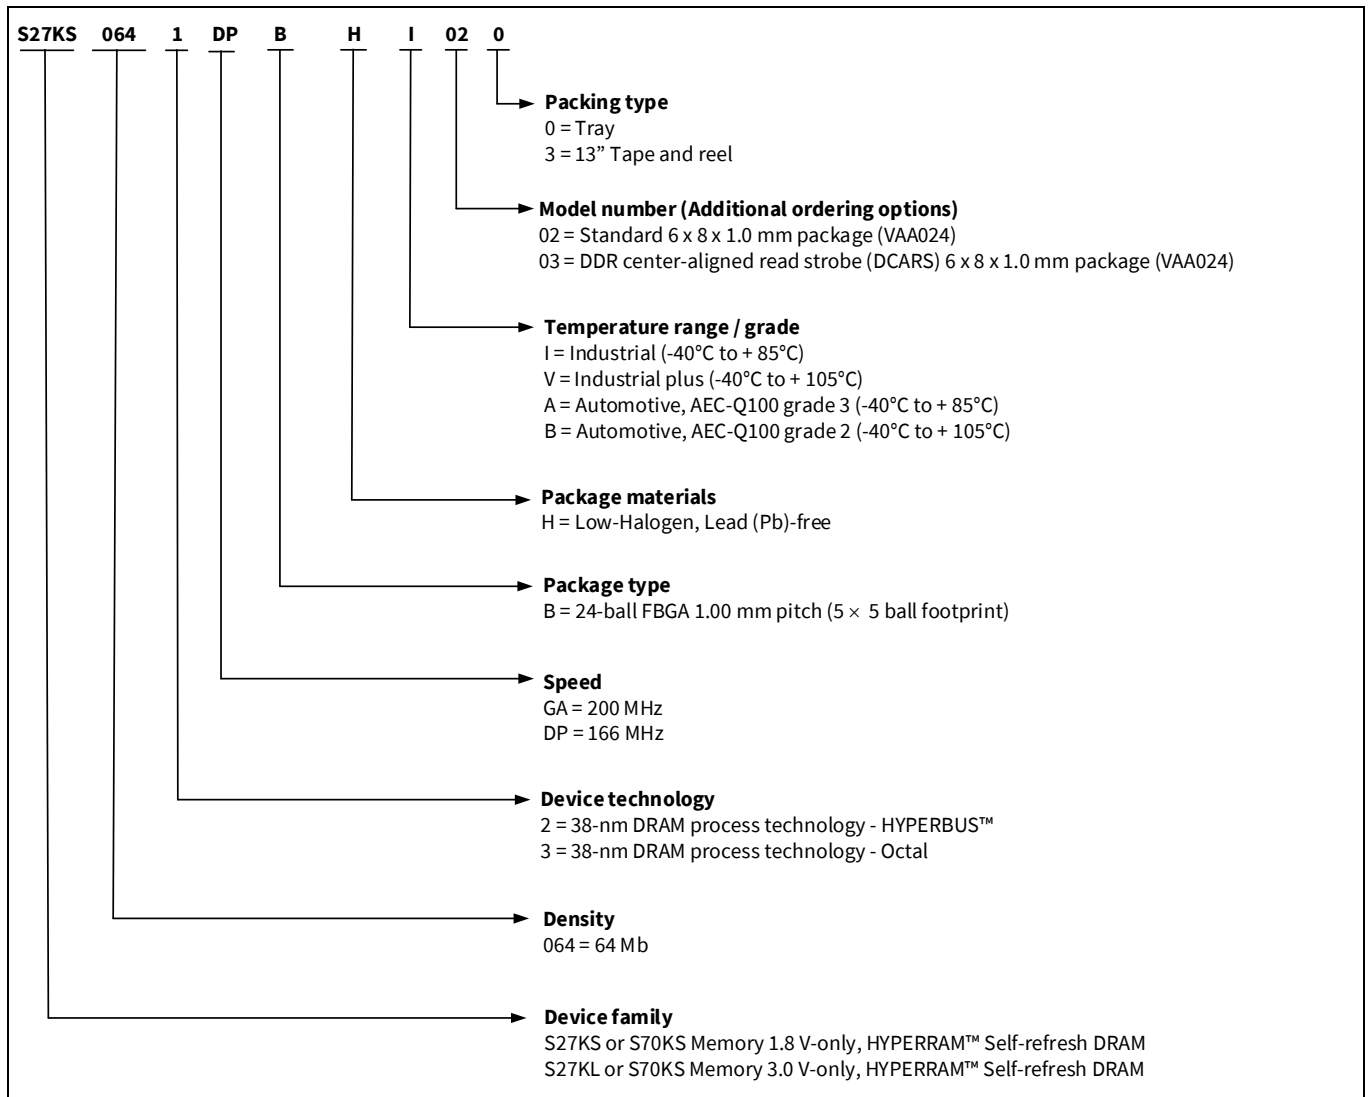 S27KS 064 1 DP B H I 02 0
Packing type
0 = Tray
3 = 13” Tape and reel
Model number (Additional ordering options)
02 = Standard 6 x 8 x 1.0 mm package (VAA024)
03 = DDR center-aligned read strobe (DCARS) 6 x 8 x 1.0 mm package (VAA024)
Temperature range / grade
I = Industrial (-40°C to + 85°C)
V = Industrial plus (-40°C to + 105°C)
A = Automotive, AEC-Q100 grade 3 (-40°C to + 85°C)
B = Automotive, AEC-Q100 grade 2 (-40°C to + 105°C)
Package materials
H = Low-Halogen, Lead (Pb)-free
Package type
B = 24-ball FBGA 1.00 mm pitch (5 × 5 ball footprint)
Speed
GA = 200 MHz
DP = 166 MHz
Device technology
2 = 38-nm DRAM process technology - HYPERBUS™
3 = 38-nm DRAM process technology - Octal
Density
064 = 64 Mb
Device family
S27KS or S70KS Memory 1.8 V-only, HYPERRAM™ Self-refresh DRAM
S27KL or S70KS Memory 3.0 V-only, HYPERRAM™ Self-refresh DRAM